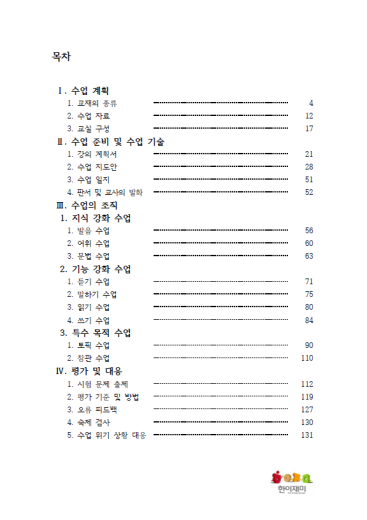 목차
Ⅰ. 수업 계획
1. 교재의 종류 4
2. 수업 자료 12
3. 교실 구성 17
Ⅱ. 수업 준비 및 수업 기술
1. 강의 계획서 21
2. 수업 지도안 28
3. 수업 일지 51
4. 판서 및 교사의 발화 52
Ⅲ. 수업의 조직
1. 지식 강화 수업
1. 발음 수업 56
2. 어휘 수업 60
3. 문법 수업 63
2. 기능 강화 수업
1. 듣기 수업 71
2. 말하기 수업 75
3. 읽기 수업 80
4. 쓰기 수업 84
3. 특수 목적 수업
1. 토픽 수업 90
2. 참관 수업 110
Ⅳ. 평가 및 대응
1. 시험 문제 출제 112
2. 평가 기준 및 방법 119
3. 오류 피드백 127
4. 숙제 검사 130
5. 수업 위기 상황 대응 131